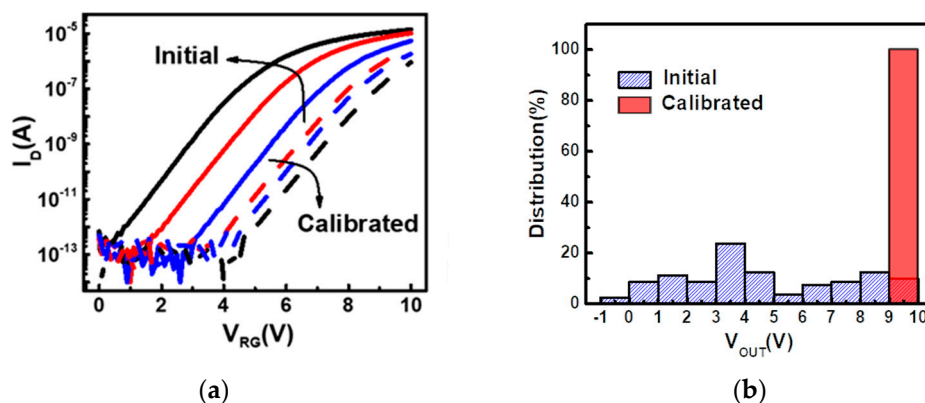 10⁻⁵
10⁻⁷
10⁻⁹
10⁻¹¹
10⁻¹³
I_D(A)
Initial
Calibrated
0 2 4 6 8 10
V_RG(V)
(a)
100
80
60
40
20
0
Distribution(%)
Initial
Calibrated
-1 0 1 2 3 4 5 6 7 8 9 10
V_OUT(V)
(b)